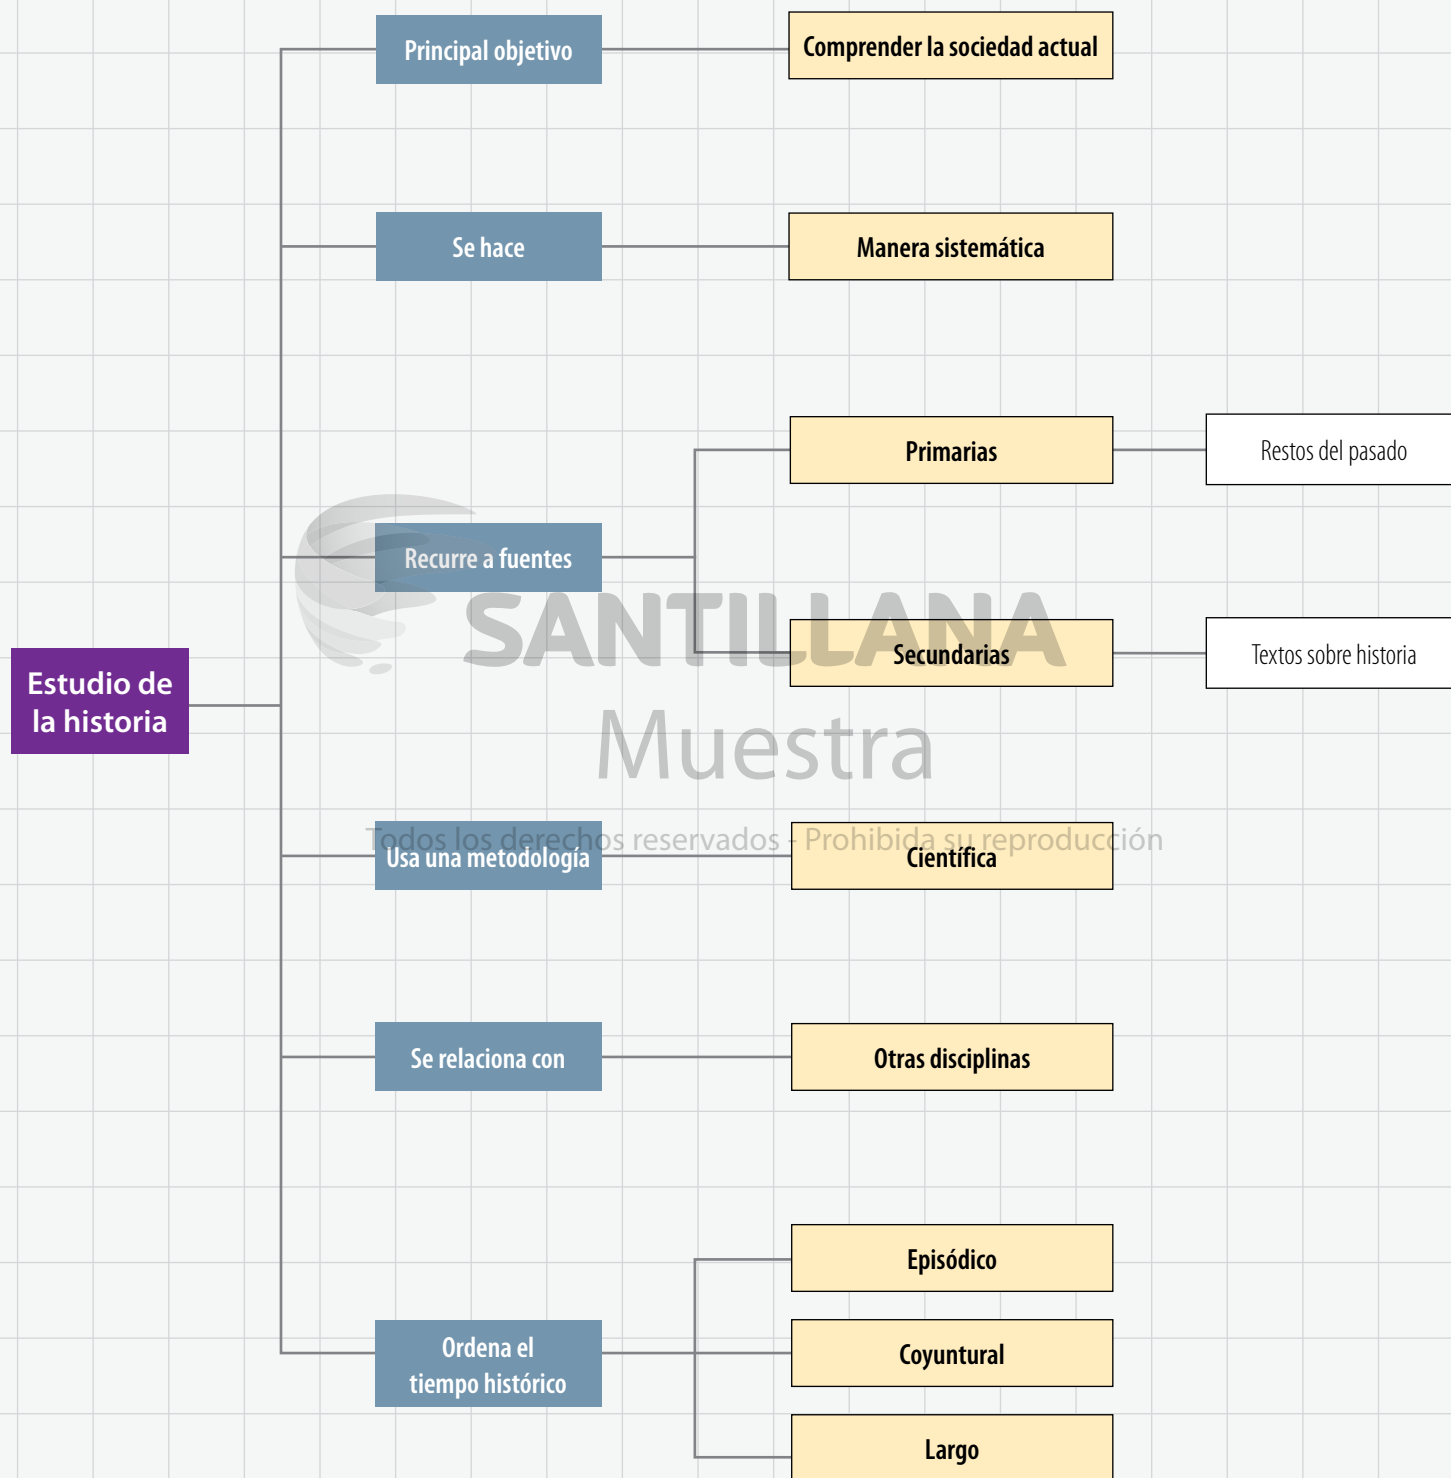 Principal objetivo
Comprender la sociedad actual
Se hace
Manera sistemática
Primarias
Restos del pasado
Recurre a fuentes
SANTILLANA
Secundarias
Textos sobre historia
Estudio de
la historia
Muestra
Todos los derechos reservados - Prohibida su reproducción
Usa una metodología
Científica
Se relaciona con
Otras disciplinas
Episódico
Ordena el
tiempo histórico
Coyuntural
Largo